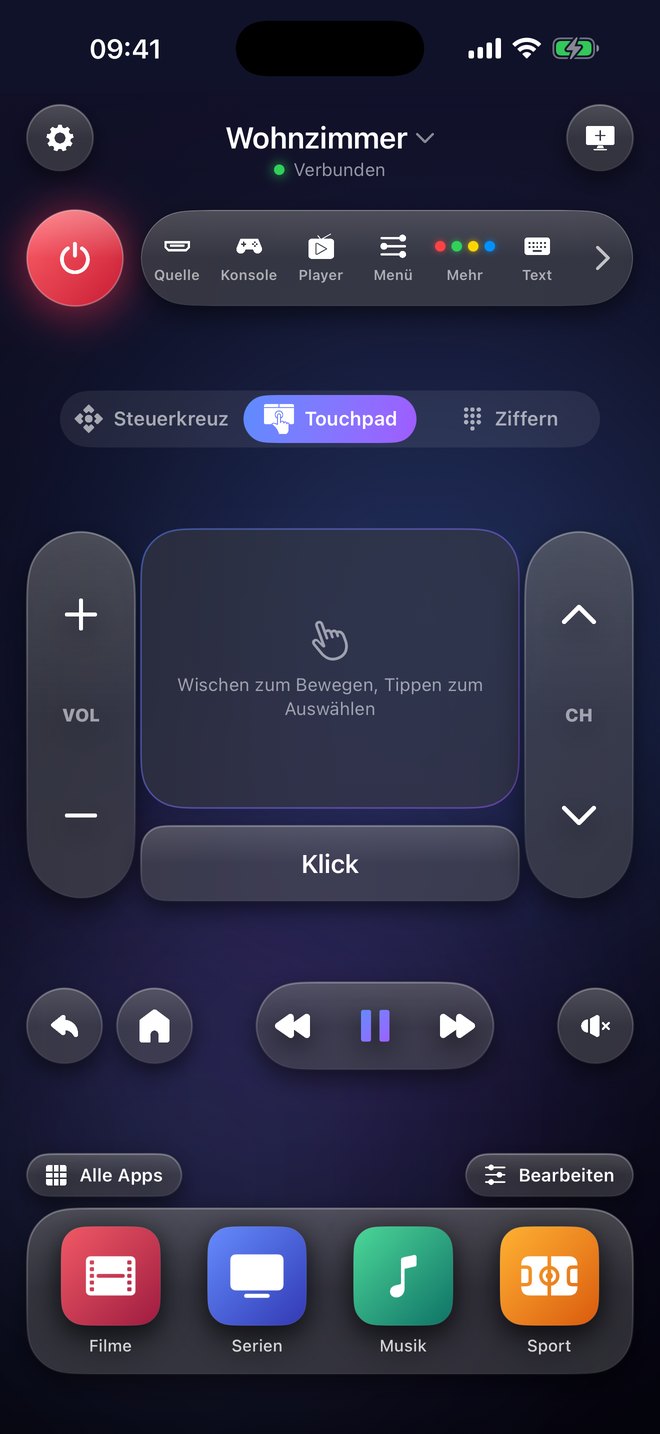 09:41
Wohnzimmer
Verbunden
Quelle
Konsole
Player
Menü
Mehr
Text
Steuerkreuz
Touchpad
Ziffern
VOL
Wischen zum Bewegen, Tippen zum
Auswählen
CH
Klick
Alle Apps
Bearbeiten
Filme
Serien
Musik
Sport